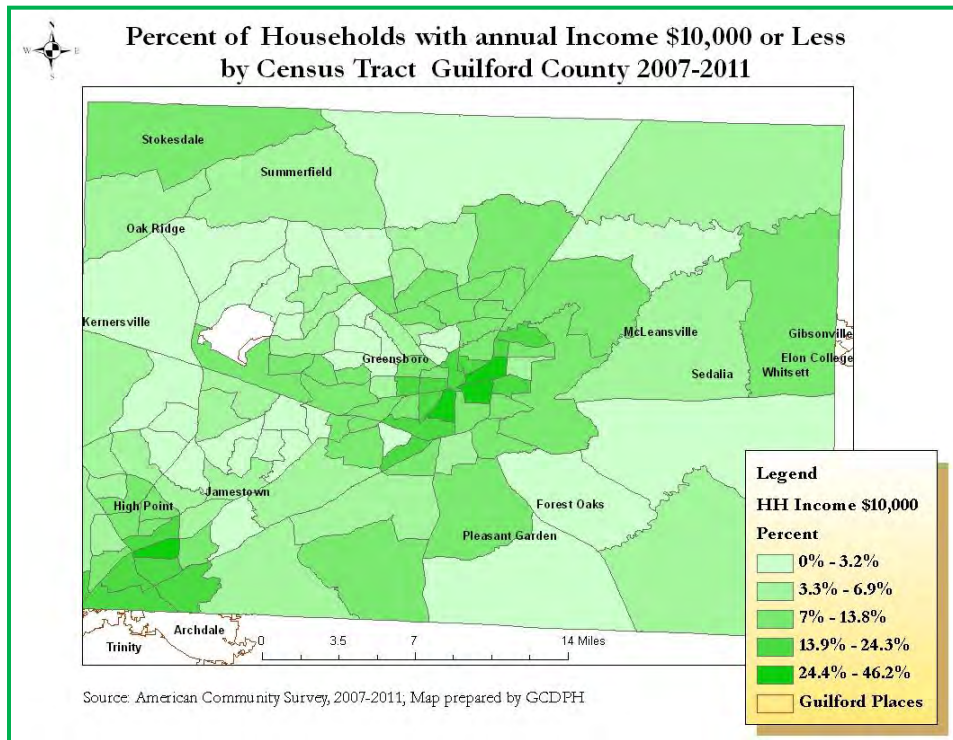 Percent of Households with annual Income $10,000 or Less
by Census Tract Guilford County 2007-2011
N
W
E
S
Stokesdale
Summerfield
Oak Ridge
Kernersville
McLeansville
Gibsonville
Greensboro
Elon College
Sedalia
Whitsett
Jamestown
High Point
Forest Oaks
Pleasant Garden
Archdale
Trinity
0 3.5 7 14 Miles
Legend
HH Income $10,000
Percent
0% - 3.2%
3.3% - 6.9%
7% - 13.8%
13.9% - 24.3%
24.4% - 46.2%
Guilford Places
Source: American Community Survey, 2007-2011; Map prepared by GCDPH